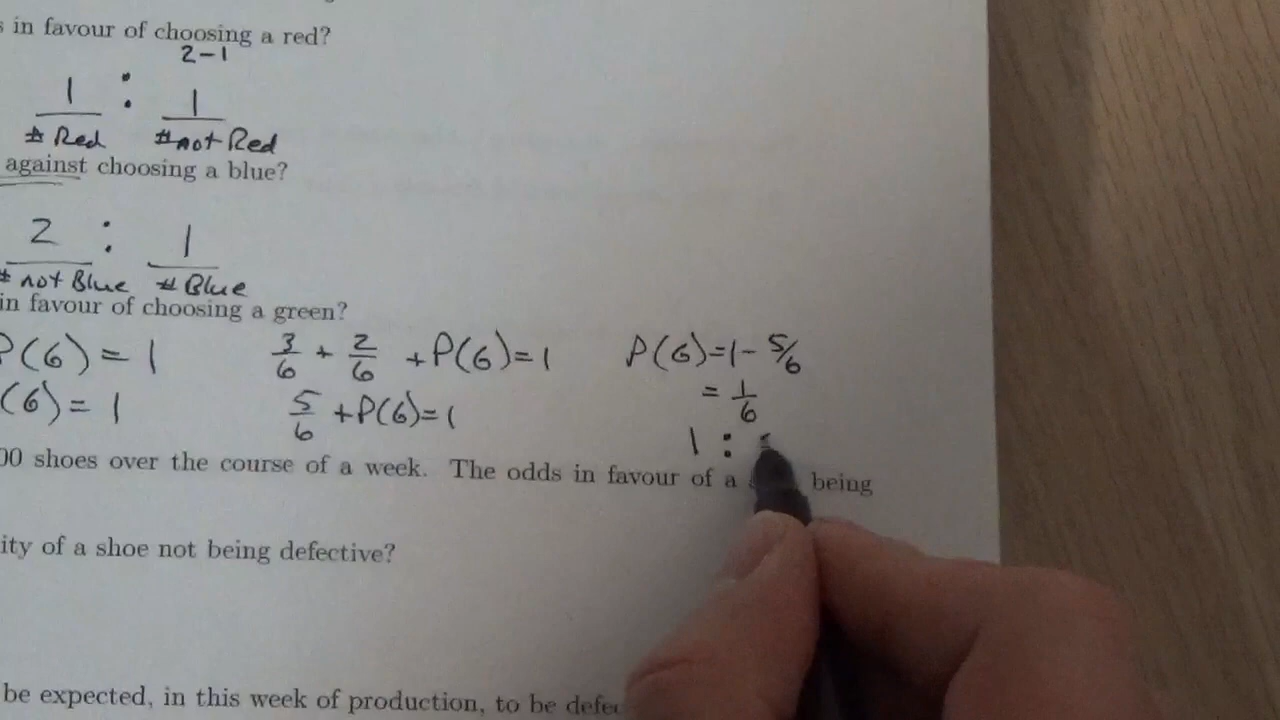 s in favour of choosing a red?
2-1
1 : 1
# Red # not Red
against choosing a blue?
2 : 1
# not Blue # Blue
in favour of choosing a green?
P(G) = 1 3/6 + 2/6 + P(G) = 1 P(G) = 1 - 5/6
(G) = 1 5/6 + P(G) = 1 = 1/6
1 :
00 shoes over the course of a week. The odds in favour of a being
ity of a shoe not being defective?
be expected, in this week of production, to be defec